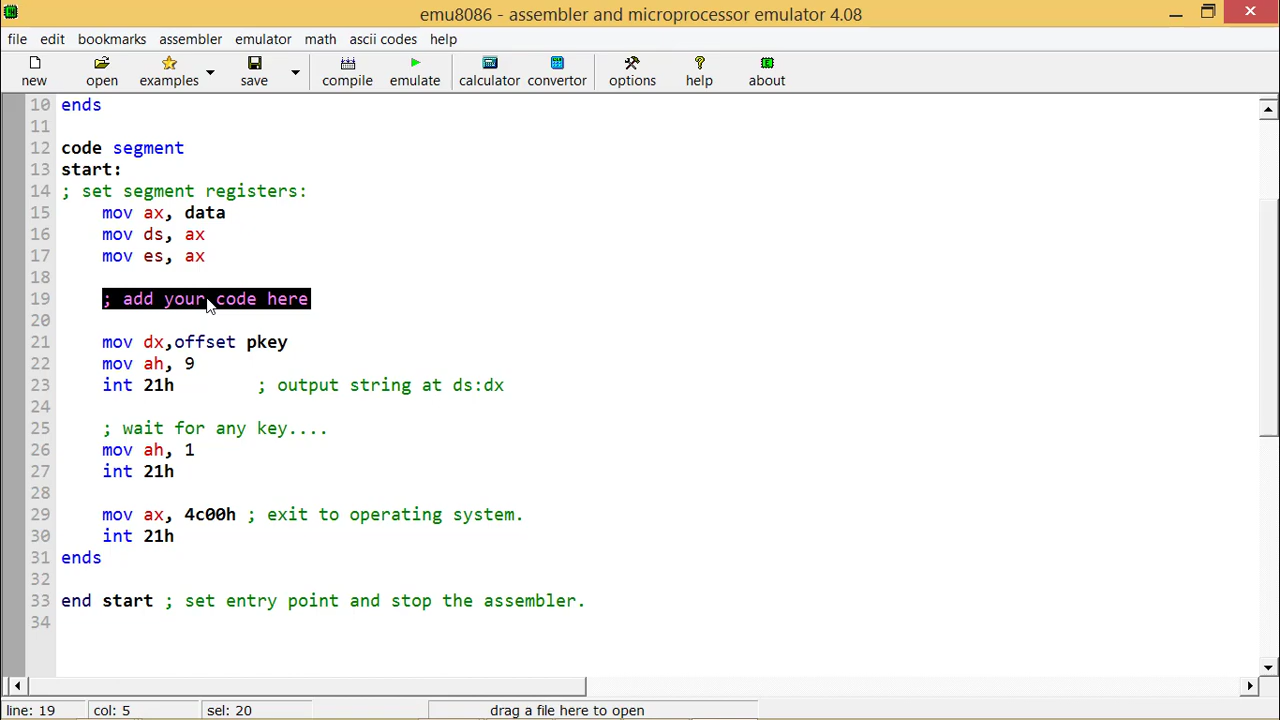 emu8086 - assembler and microprocessor emulator 4.08
file edit bookmarks assembler emulator math ascii codes help
new open examples save compile emulate calculator convertor options help about
10 ends
11
12 code segment
13 start:
14 ; set segment registers:
15 mov ax, data
16 mov ds, ax
17 mov es, ax
18
19 ; add your code here
20
21 mov dx,offset pkey
22 mov ah, 9
23 int 21h ; output string at ds:dx
24
25 ; wait for any key....
26 mov ah, 1
27 int 21h
28
29 mov ax, 4c00h ; exit to operating system.
30 int 21h
31 ends
32
33 end start ; set entry point and stop the assembler.
34
line: 19 col: 5 sel: 20 drag a file here to open